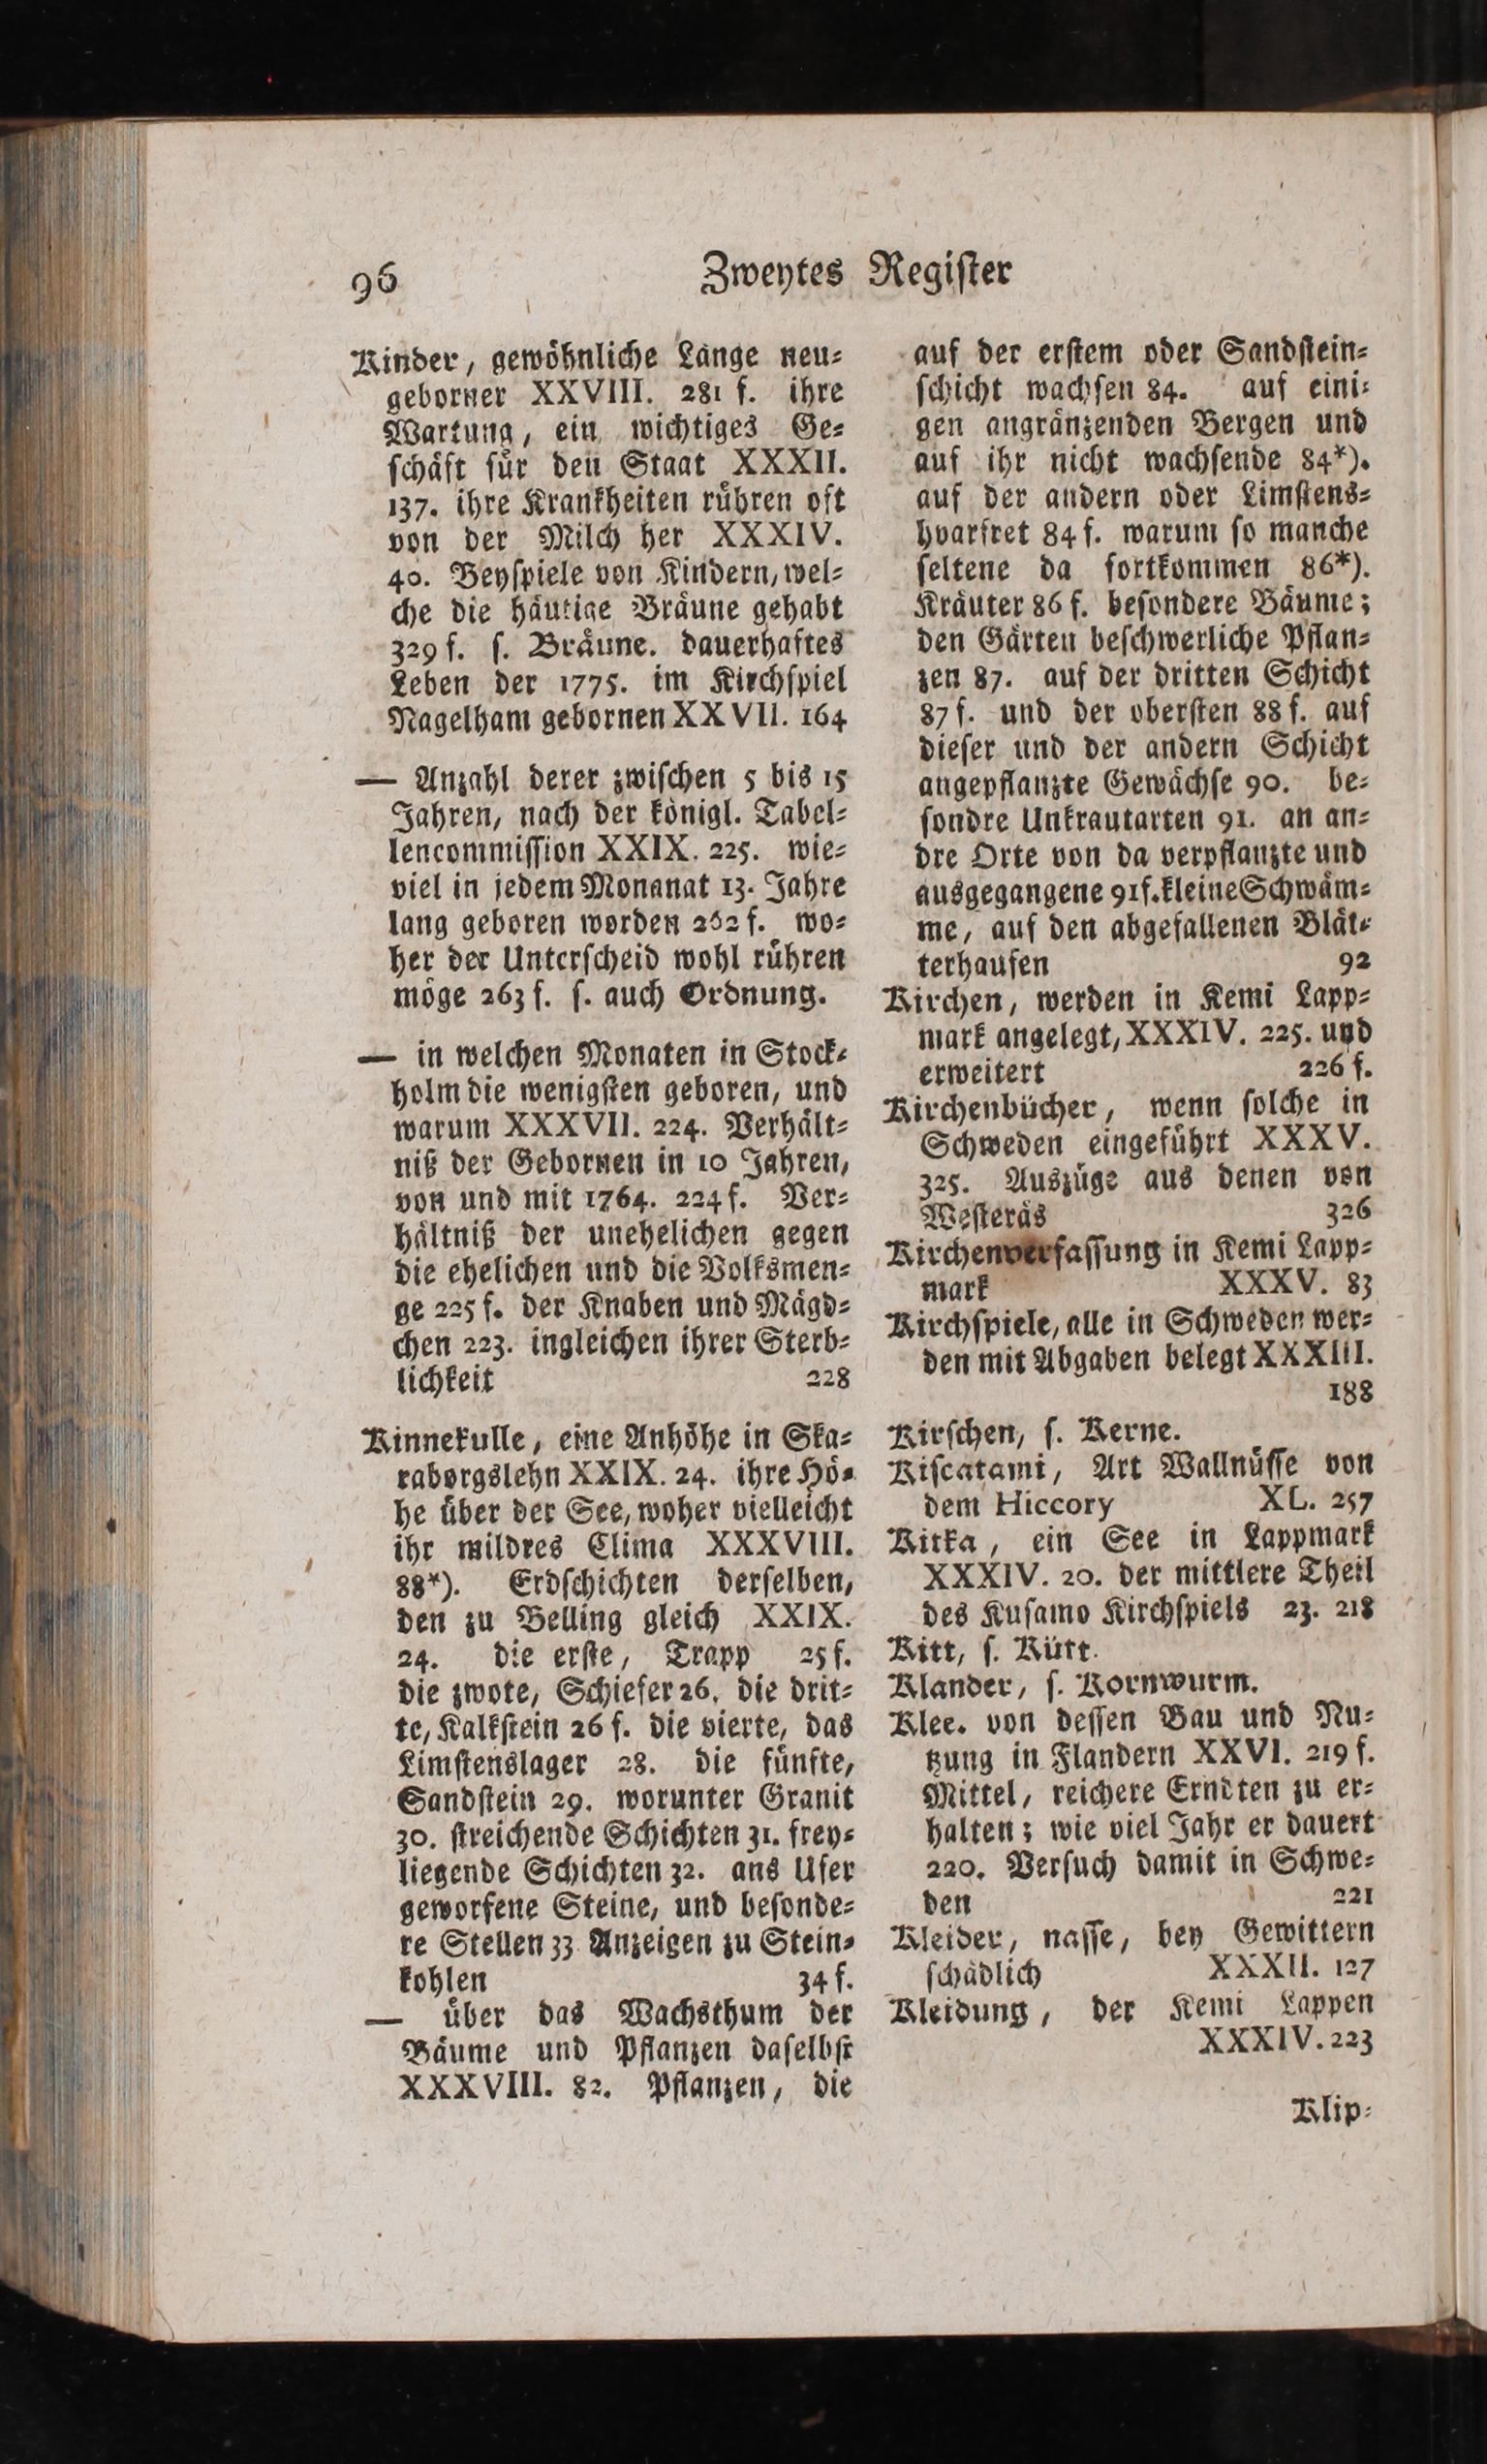 96
Zweytes Regiſter
Kinder, gewöhnliche Länge neu⸗
geborner XXVIII. 281 f. ihre
Wartung, ein wichtiges Ge⸗
ſchäft für den Staat XXXII.
137. ihre Krankheiten rühren oft
von der Milch her XXXIV.
40. Beyſpiele von Kindern, wel⸗
che die häutige Bräune gehabt
329 f. ſ. Bräune. dauerhaftes
Leben der 1775. im Kirchſpiel
Nagelham gebornen XXVII. 164
— Anzahl derer zwiſchen 5 bis 15
Jahren, nach der königl. Tabel⸗
lencommiſſion XXIX. 225. wie⸗
viel in jedem Monanat 13. Jahre
lang geboren worden 262 f. wo⸗
her der Unterſcheid wohl rühren
möge 263 f. ſ. auch Ordnung.
— in welchen Monaten in Stock⸗
holm die wenigſten geboren, und
warum XXXVII. 224. Verhält⸗
niß der Gebornen in 10 Jahren,
von und mit 1764. 224 f. Ver⸗
hältniß der unehelichen gegen
die ehelichen und die Volksmen⸗
ge 225 f. der Knaben und Mägd⸗
chen 223. ingleichen ihrer Sterb⸗
lichkeit 228
Kinnekulle, eine Anhöhe in Ska⸗
raborgslehn XXIX. 24. ihre Hö⸗
he über der See, woher vielleicht
ihr mildres Clima XXXVIII.
88*). Erdſchichten derſelben,
den zu Belling gleich XXIX.
24. die erſte, Trapp 25 f.
die zwote, Schiefer 26. die drit⸗
te, Kalkſtein 26 f. die vierte, das
Limſtenslager 28. die fünfte,
Sandſtein 29. worunter Granit
30. ſtreichende Schichten 31. frey⸗
liegende Schichten 32. ans Ufer
geworfene Steine, und beſonde⸗
re Stellen 33 Anzeigen zu Stein⸗
kohlen 34 f.
— über das Wachsthum der
Bäume und Pflanzen daſelbſt
XXXVIII. 82. Pflanzen, die
auf der erſtem oder Sandſtein⸗
ſchicht wachſen 84. auf eini⸗
gen angränzenden Bergen und
auf ihr nicht wachſende 84*).
auf der andern oder Limſtens⸗
hvarfret 84 f. warum ſo manche
ſeltene da fortkommen 86*).
Kräuter 86 f. beſondere Bäume;
den Gärten beſchwerliche Pflan⸗
zen 87. auf der dritten Schicht
87 f. und der oberſten 88 f. auf
dieſer und der andern Schicht
angepflanzte Gewächſe 90. be⸗
ſondre Unkrautarten 91. an an⸗
dre Orte von da verpflanzte und
ausgegangene 91f. kleine Schwäm⸗
me, auf den abgefallenen Blät⸗
terhaufen 92
Kirchen, werden in Kemi Lapp⸗
mark angelegt, XXXIV. 225. und
erweitert 226 f.
Kirchenbücher, wenn ſolche in
Schweden eingeführt XXXV.
325. Auszüge aus denen von
Weſteräs 326
Kirchenverfaſſung in Kemi Lapp⸗
mark XXXV. 83
Kirchſpiele, alle in Schweden wer⸗
den mit Abgaben belegt XXXIII.
188
Kirſchen, ſ. Kerne.
Kiſcatami, Art Wallnüſſe von
dem Hiccory XL. 257
Kitka, ein See in Lappmark
XXXIV. 20. der mittlere Theil
des Kuſamo Kirchſpiels 23. 218
Kitt, ſ. Kütt.
Klander, ſ. Kornwurm.
Klee. von deſſen Bau und Nu⸗
tzung in Flandern XXVI. 219 f.
Mittel, reichere Erndten zu er⸗
halten; wie viel Jahr er dauert
220. Verſuch damit in Schwe⸗
den 221
Kleider, naſſe, bey Gewittern
ſchädlich XXXII. 127
Kleidung, der Kemi Lappen
XXXIV. 223
Klip⸗